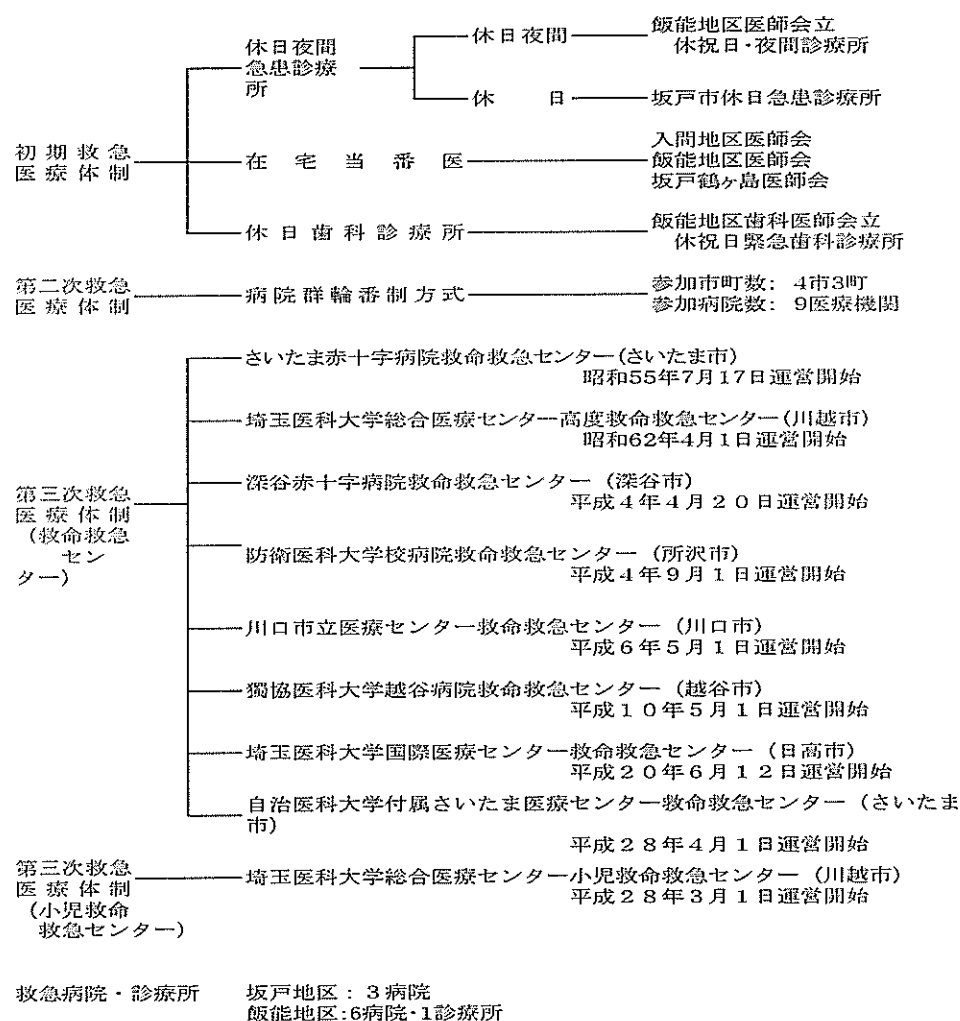 休日夜間
急患診療
所
休日夜間
飯能地区医師会立
休祝日・夜間診療所
休　　日
坂戸市休日急患診療所
初期救急
医療体制
在宅当番医
入間地区医師会
飯能地区医師会
坂戸鶴ヶ島医師会
休日歯科診療所
飯能地区歯科医師会立
休祝日緊急歯科診療所
第二次救急
医療体制
病院群輪番制方式
参加市町数： 4市3町
参加病院数： 9医療機関
さいたま赤十字病院救命救急センター(さいたま市)
昭和55年7月17日運営開始
埼玉医科大学総合医療センター高度救命救急センター(川越市)
昭和62年4月1日運営開始
深谷赤十字病院救命救急センター (深谷市)
平成４年４月２０日運営開始
第三次救急
医療体制
(救命救急
セン
ター)
防衛医科大学校病院救命救急センター (所沢市)
平成４年９月１日運営開始
川口市立医療センター救命救急センター (川口市)
平成６年５月１日運営開始
獨協医科大学越谷病院救命救急センター (越谷市)
平成１０年５月１日運営開始
埼玉医科大学国際医療センター救命救急センター (日高市)
平成２０年６月１２日運営開始
自治医科大学付属さいたま医療センター救命救急センター (さいたま
市)
平成２８年４月１日運営開始
第三次救急
医療体制
(小児救命
救急センター)
埼玉医科大学総合医療センター小児救命救急センター (川越市)
平成２８年３月１日運営開始
救急病院・診療所　坂戸地区：３病院
飯能地区:6病院・1診療所